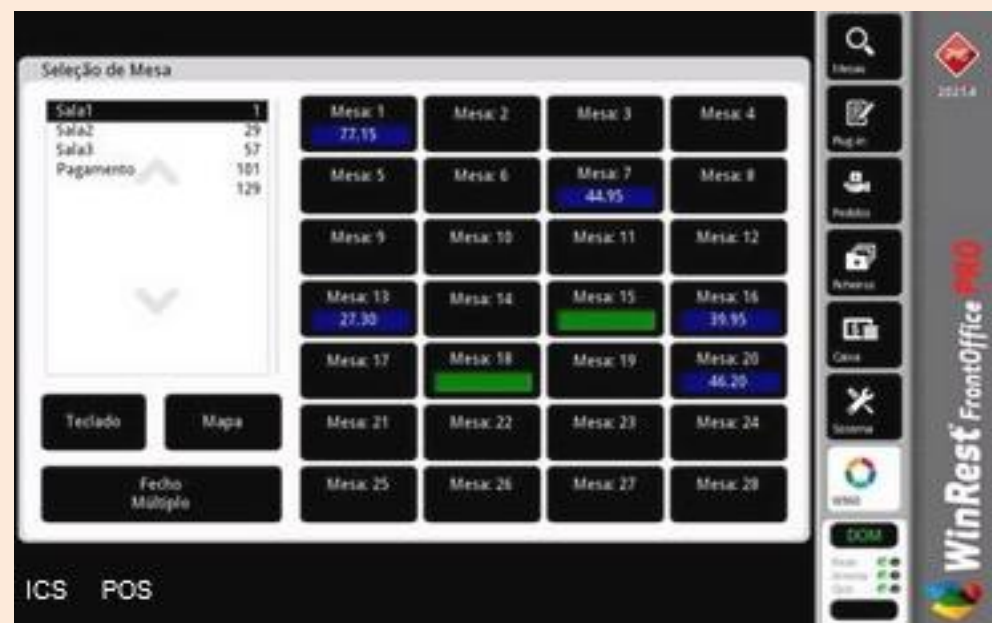 Seleção de Mesa
Sala1 1
Sala2 29
Sala3 57
Pagamento 101
129
Teclado
Mapa
Fecho
Múltiplo
Mesa: 1
77.15
Mesa: 2
Mesa: 3
Mesa: 4
Mesa: 5
Mesa: 6
Mesa: 7
44.95
Mesa: 8
Mesa: 9
Mesa: 10
Mesa: 11
Mesa: 12
Mesa: 13
27.30
Mesa: 14
Mesa: 15
Mesa: 16
39.95
Mesa: 17
Mesa: 18
Mesa: 19
Mesa: 20
46.20
Mesa: 21
Mesa: 22
Mesa: 23
Mesa: 24
Mesa: 25
Mesa: 26
Mesa: 27
Mesa: 28
ICS POS
Mesas
Plug-in
Pedidos
Ficheiros
Caixa
Sistema
DOM
WinRest FrontOffice PRO